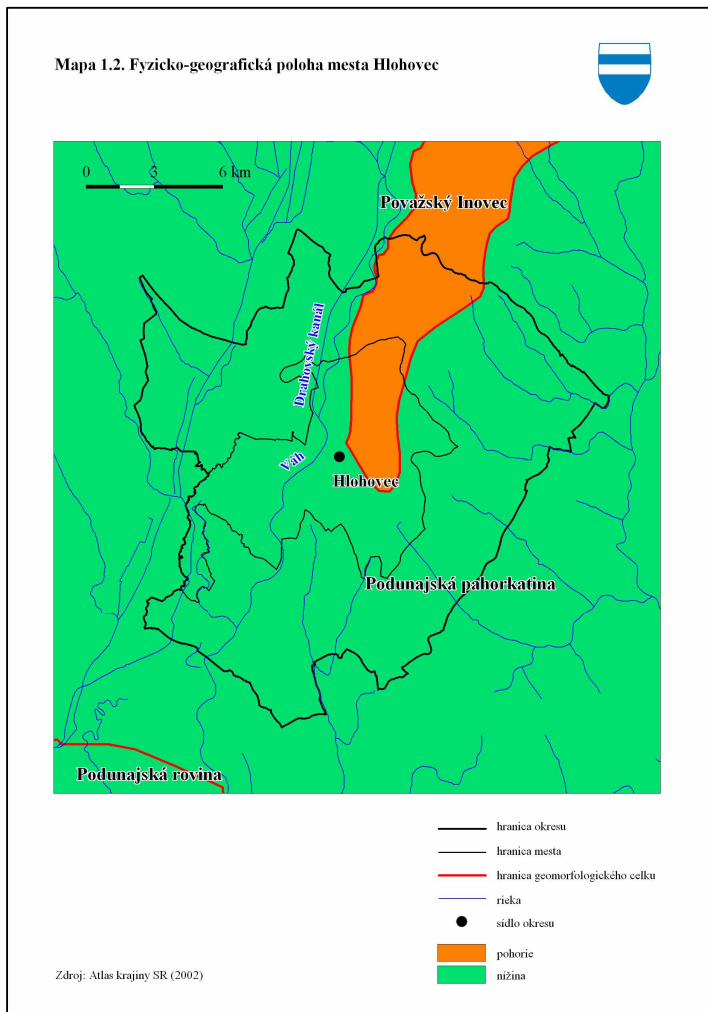 Mapa 1.2. Fyzicko-geografická poloha mesta Hlohovec
0 3 6 km
Považský Inovec
Drahovský kanál
Váh
Hlohovec
Podunajská pahorkatina
Podunajská rovina
hranica okresu
hranica mesta
hranica geomorfologického celku
rieka
sídlo okresu
pohorie
nížina
Zdroj: Atlas krajiny SR (2002)